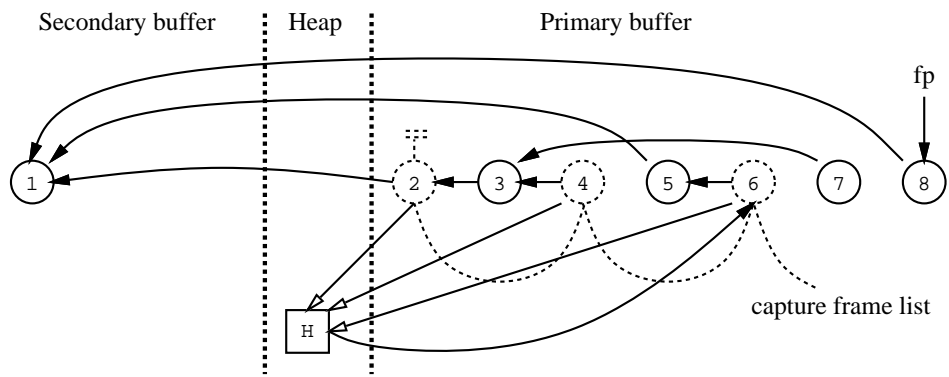 Secondary buffer Heap Primary buffer
fp
1 2 3 4 5 6 7 8
capture frame list
H